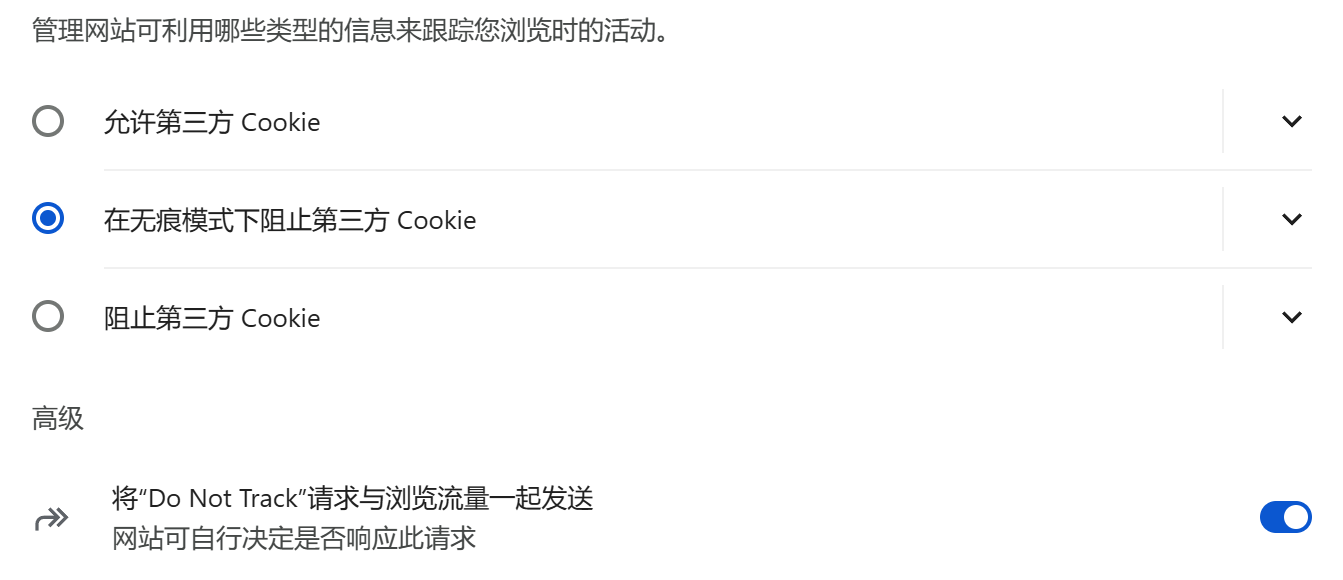 管理网站可利用哪些类型的信息来跟踪您浏览时的活动。
允许第三方 Cookie
在无痕模式下阻止第三方 Cookie
阻止第三方 Cookie
高级
将“Do Not Track”请求与浏览流量一起发送
网站可自行决定是否响应此请求